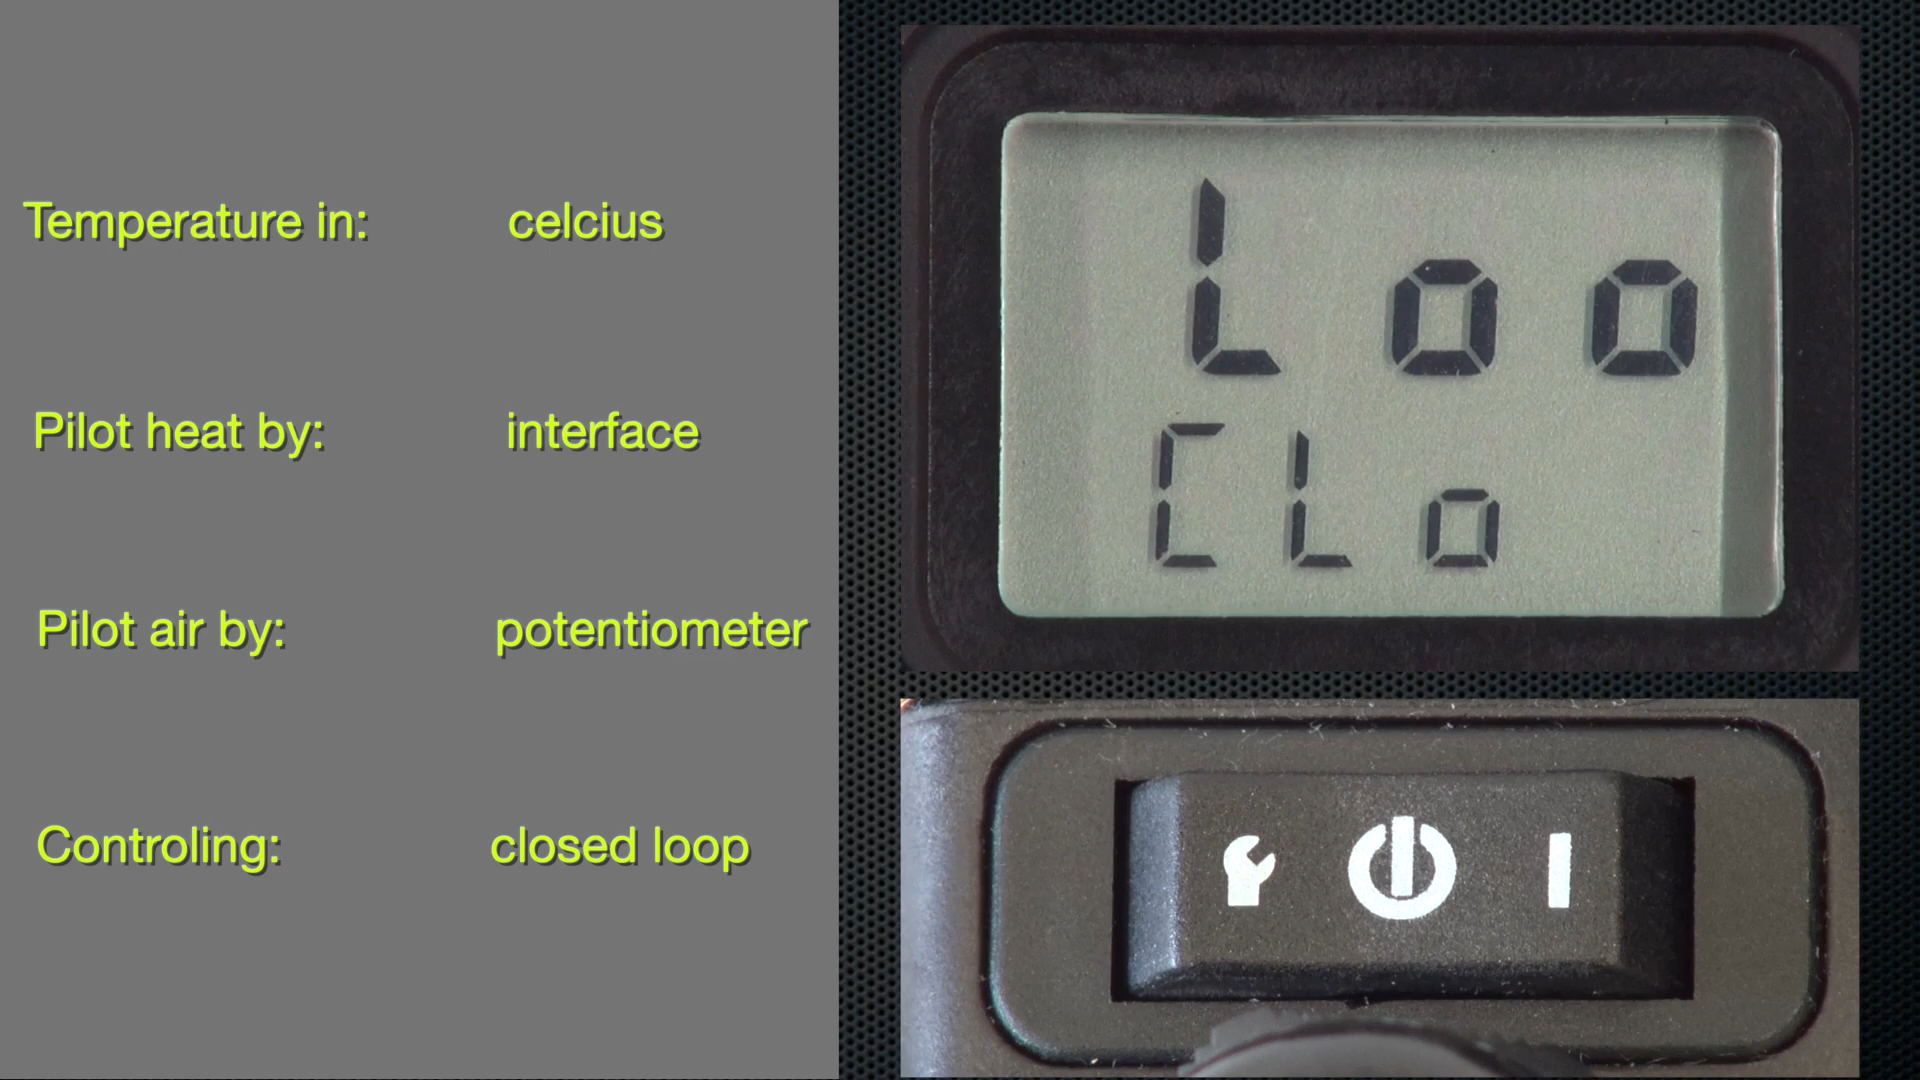 Temperature in: celcius
Pilot heat by: interface
Pilot air by: potentiometer
Controling: closed loop
Loo
CLo